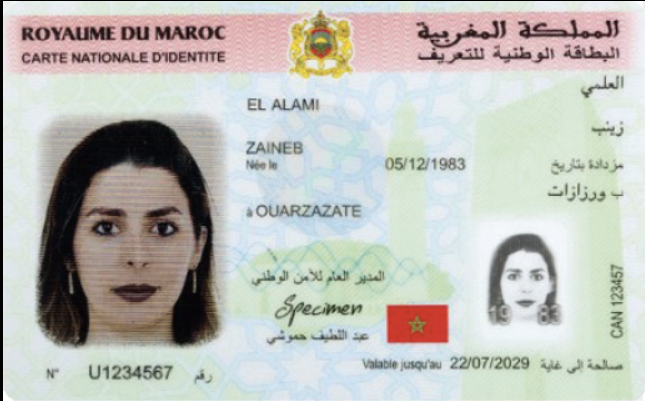 ROYAUME DU MAROC
المملكة المغربية
CARTE NATIONALE D'IDENTITE
البطاقة الوطنية للتعريف
العلمي
EL ALAMI
زينب
ZAINEB
Née le 05/12/1983 مزدادة بتاريخ
ب ورزازات
à OUARZAZATE
المدير العام للأمن الوطني
Specimen
عبد اللطيف حموشي
1983
CAN 123457
N° U1234567 رقم
Valable jusqu'au 22/07/2029 صالحة إلى غاية